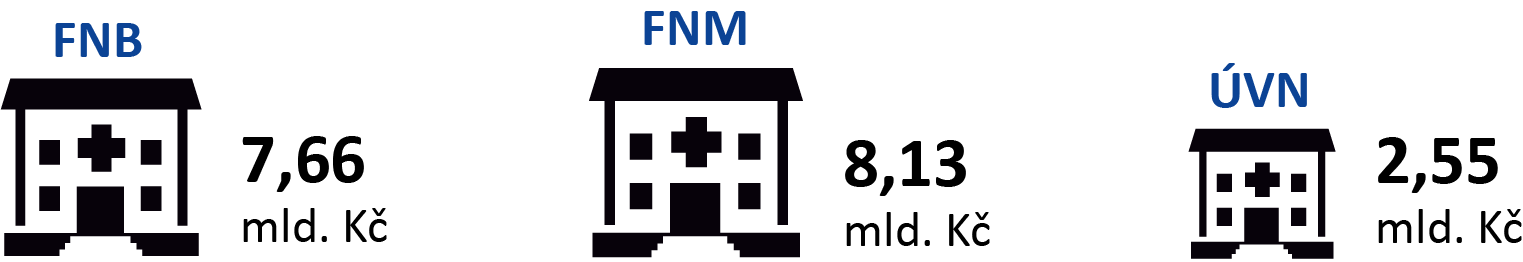 FNB
7,66
mld. Kč
FNM
8,13
mld. Kč
ÚVN
2,55
mld. Kč